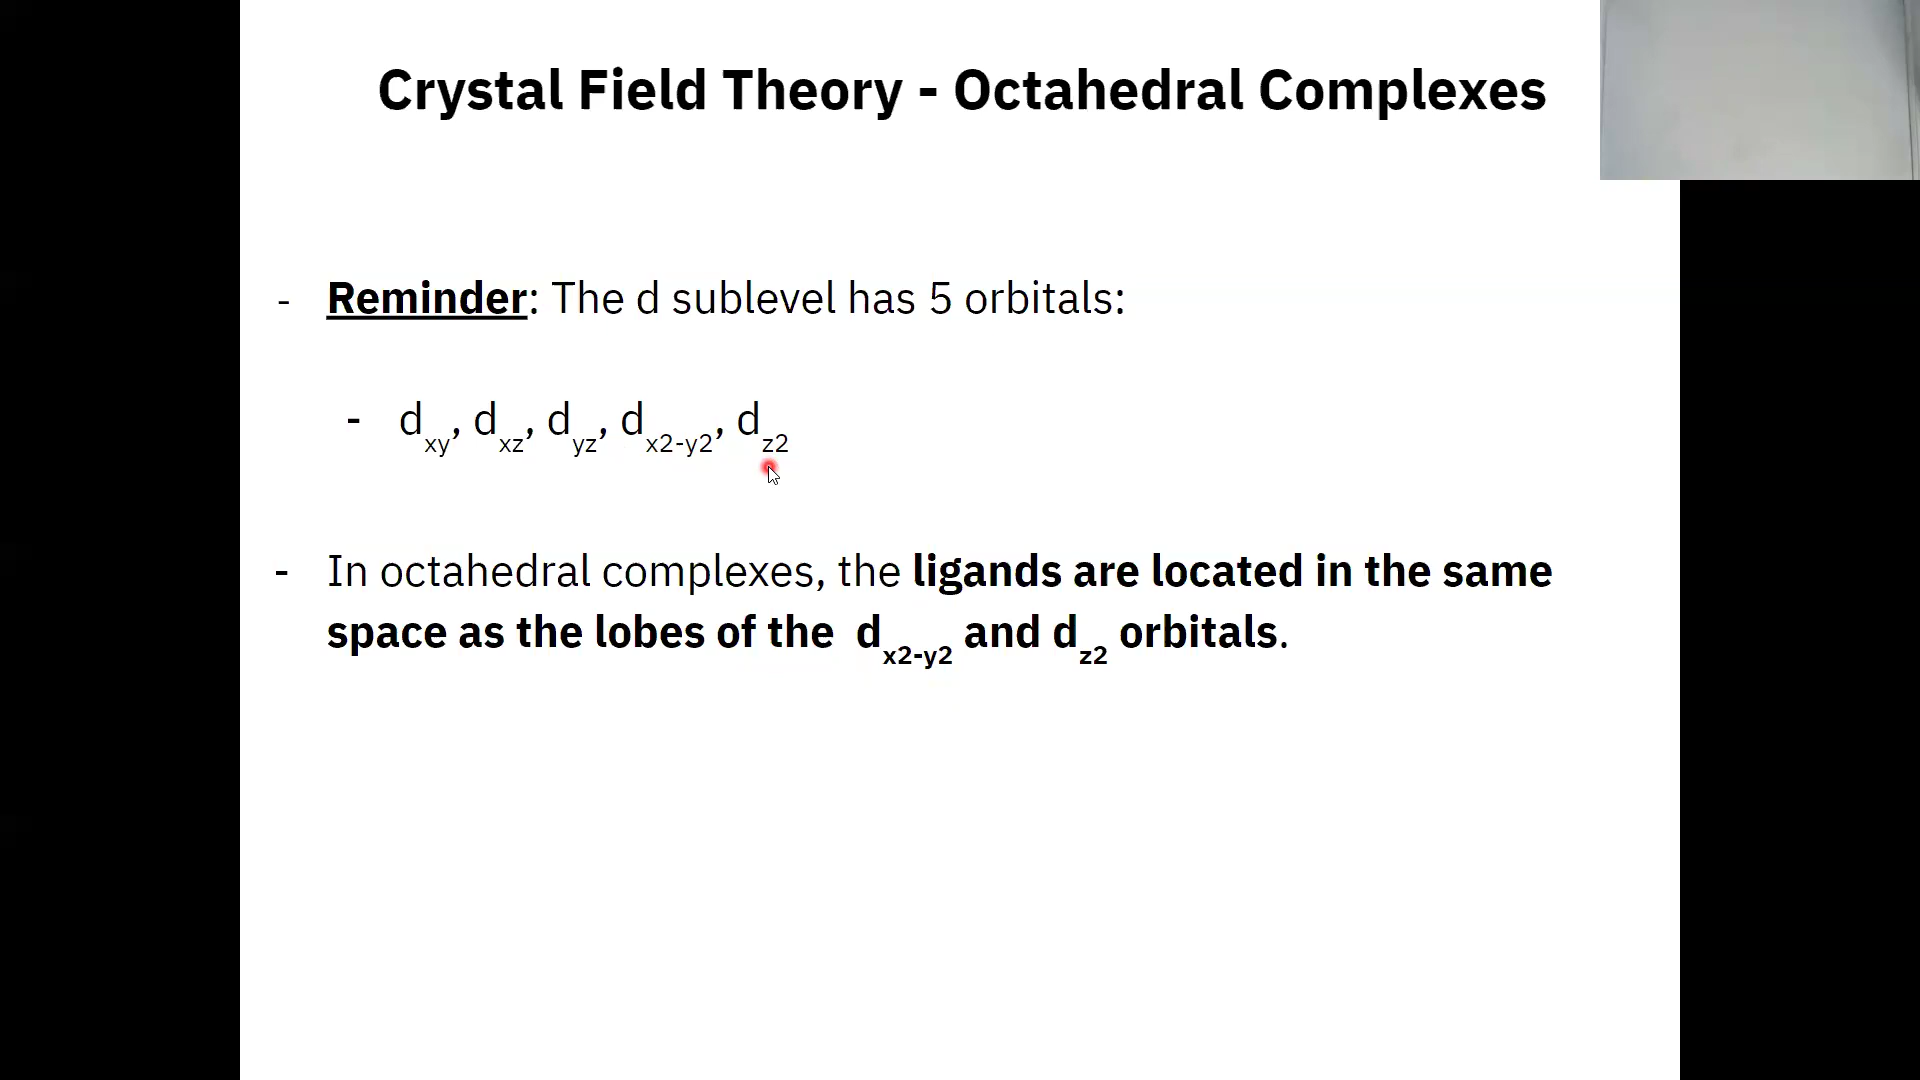 Crystal Field Theory - Octahedral Complexes
- Reminder: The d sublevel has 5 orbitals:
- dxy, dxz, dyz, dx2-y2, dz2
- In octahedral complexes, the ligands are located in the same
space as the lobes of the dx2-y2 and dz2 orbitals.